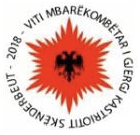 2018 - VITI MBARËKOMBËTAR I GJERGJ KASTRIOTIT SKËNDERBEUT -